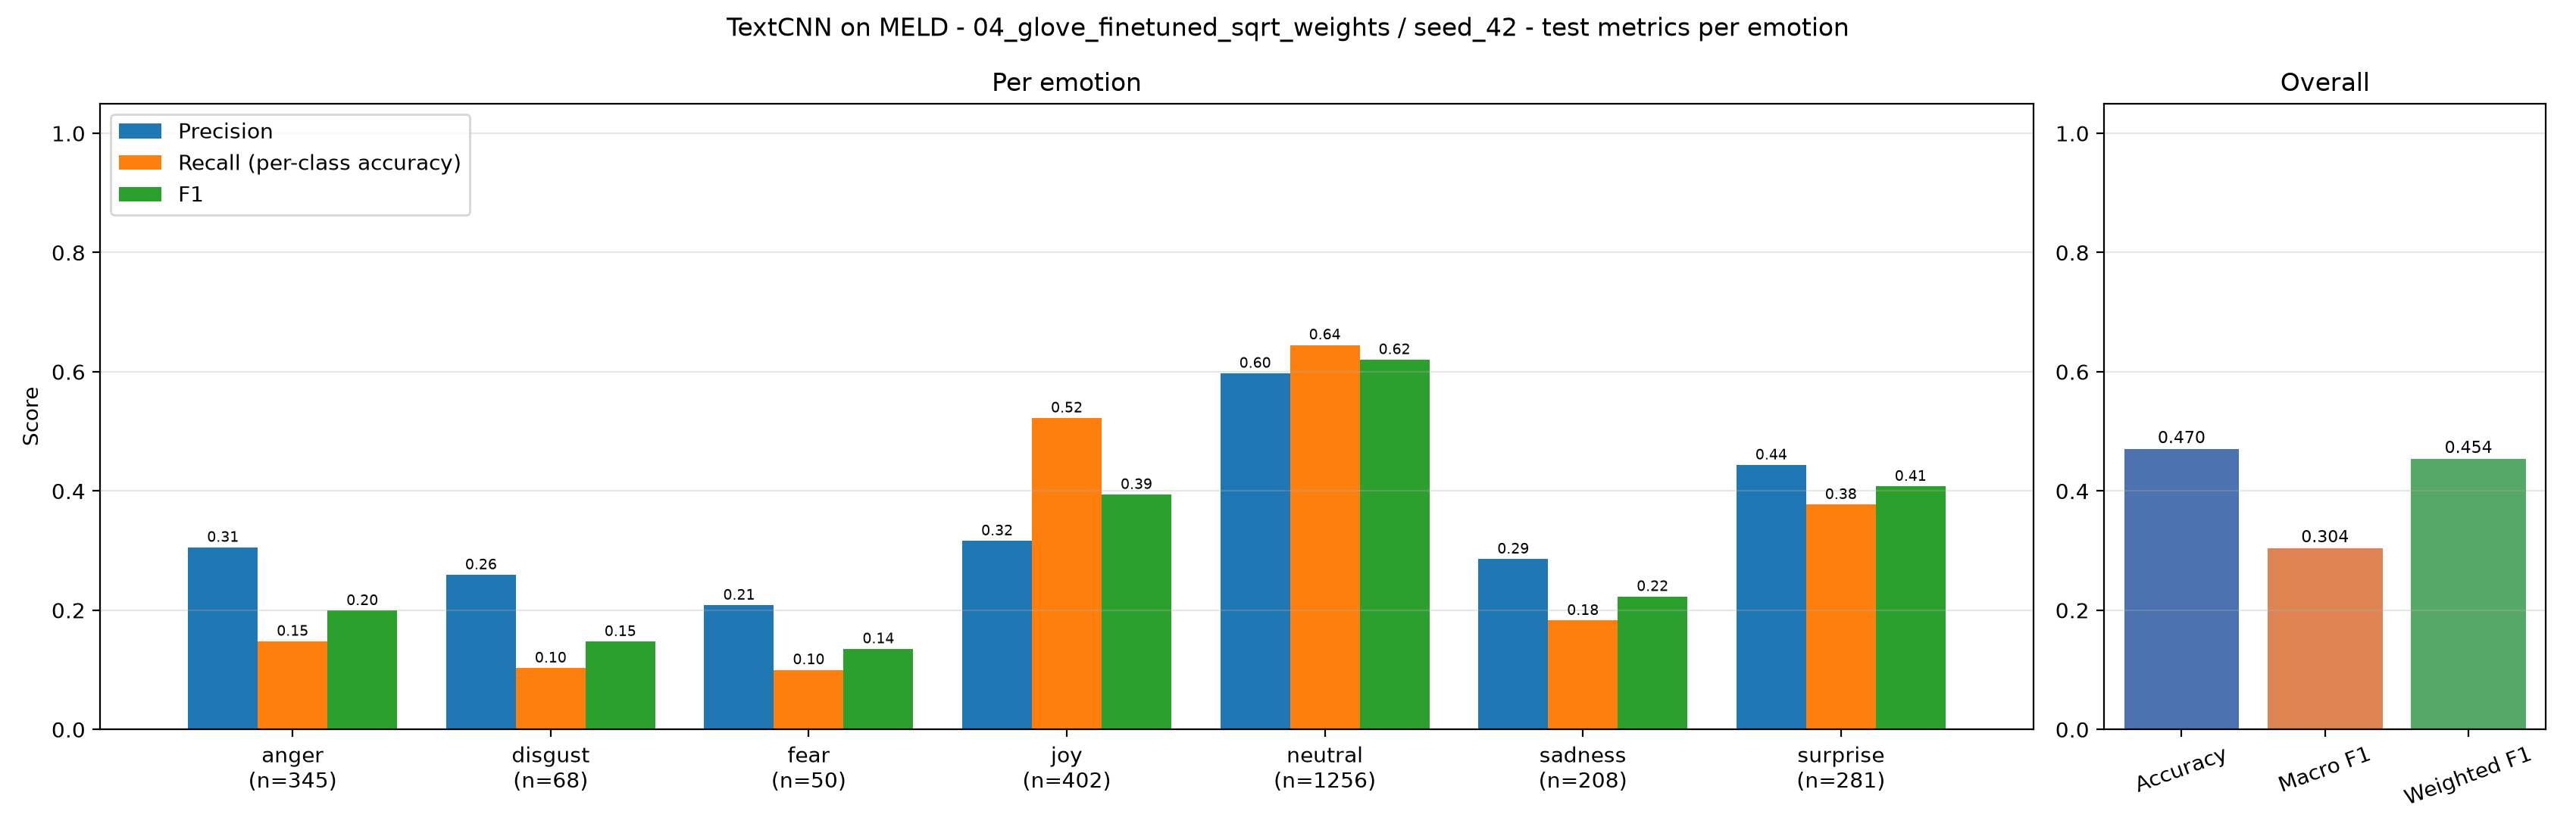 TextCNN on MELD - 04_glove_finetuned_sqrt_weights / seed_42 - test metrics per emotion
Per emotion
Precision
Recall (per-class accuracy)
F1
Score
1.0
0.8
0.6
0.4
0.2
0.0
0.31
0.15
0.20
0.26
0.10
0.15
0.21
0.10
0.14
0.32
0.52
0.39
0.60
0.64
0.62
0.29
0.18
0.22
0.44
0.38
0.41
anger
(n=345)
disgust
(n=68)
fear
(n=50)
joy
(n=402)
neutral
(n=1256)
sadness
(n=208)
surprise
(n=281)
Overall
1.0
0.8
0.6
0.4
0.2
0.0
0.470
0.304
0.454
Accuracy
Macro F1
Weighted F1